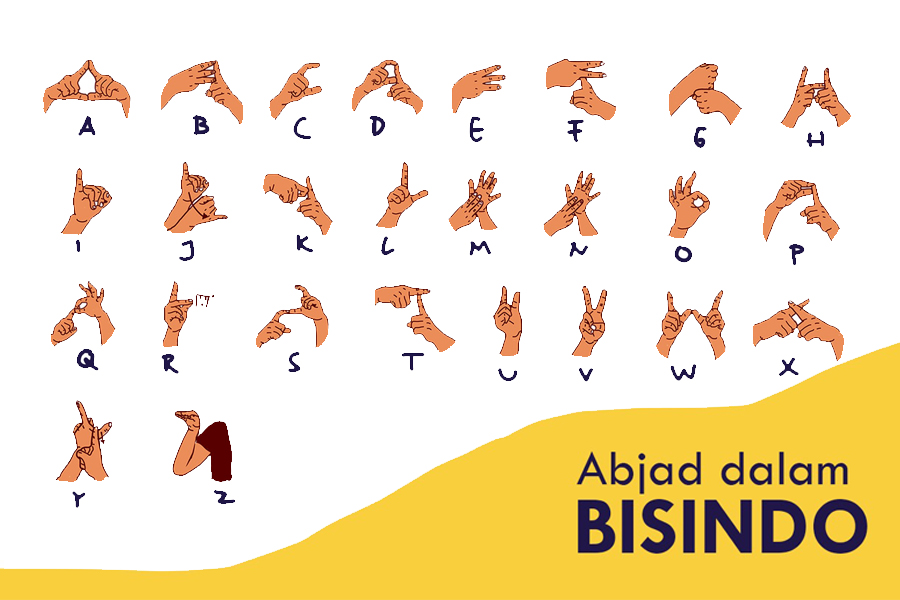 A B C D E F G H
I J K L M N O P
Q R S T U V W X
Y Z
Abjad dalam
BISINDO